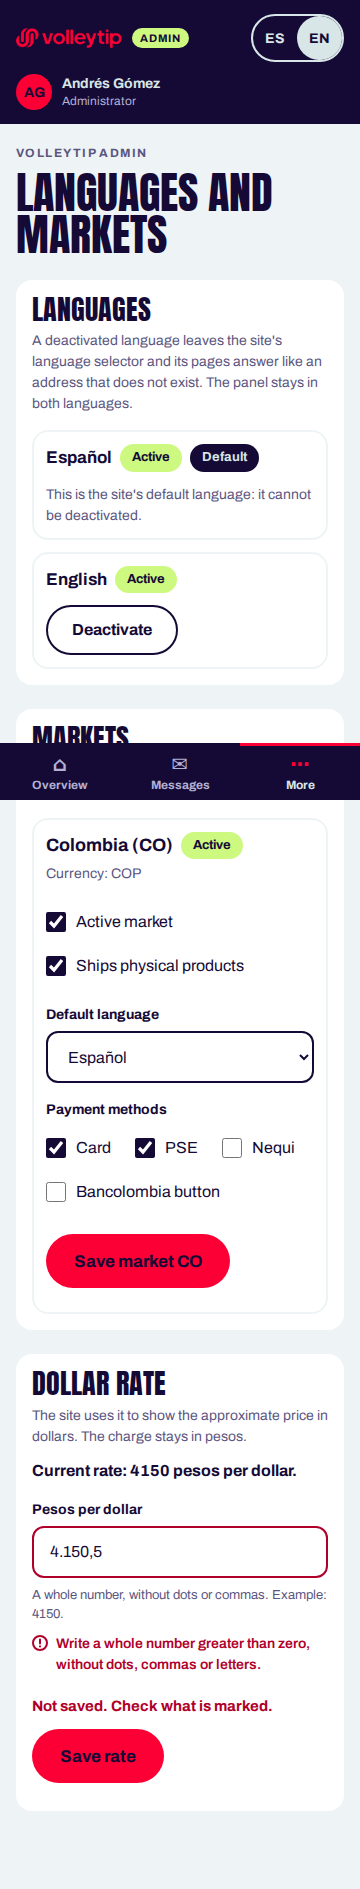 volleytip ADMIN ES EN
AG Andrés Gómez
Administrator
VOLLEYTIP ADMIN
LANGUAGES AND
MARKETS
LANGUAGES
A deactivated language leaves the site's
language selector and its pages answer like an
address that does not exist. The panel stays in
both languages.
Español Active Default
This is the site's default language: it cannot
be deactivated.
English Active
Deactivate
MARKETS
Overview Messages More
Colombia (CO) Active
Currency: COP
Active market
Ships physical products
Default language
Español
Payment methods
Card PSE Nequi
Bancolombia button
Save market CO
DOLLAR RATE
The site uses it to show the approximate price in
dollars. The charge stays in pesos.
Current rate: 4150 pesos per dollar.
Pesos per dollar
4.150,5
A whole number, without dots or commas. Example:
4150.
Write a whole number greater than zero,
without dots, commas or letters.
Not saved. Check what is marked.
Save rate